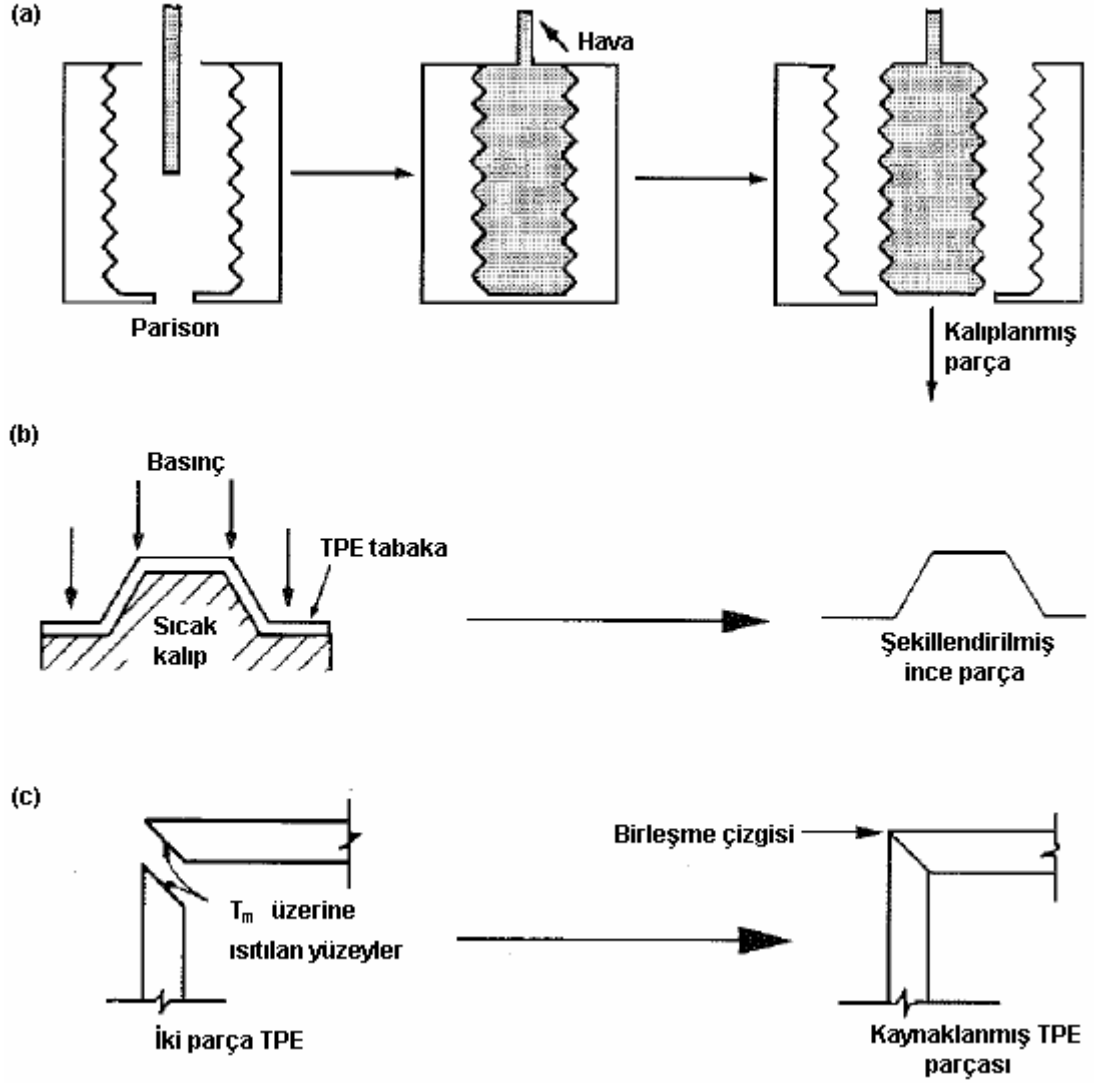 (a)
Hava
Parison
Kalıplanmış
parça
(b)
Basınç
TPE tabaka
Sıcak
kalıp
Şekillendirilmiş
ince parça
(c)
Birleşme çizgisi
Tm üzerine
ısıtılan yüzeyler
İki parça TPE
Kaynaklanmış TPE
parçası